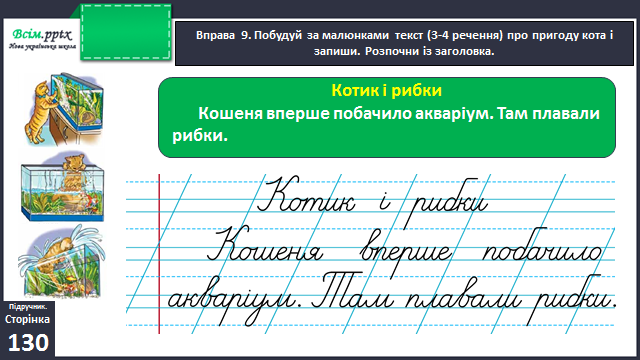 Всім.pptx
Нова українська школа
Вправа 9. Побудуй за малюнками текст (3-4 речення) про пригоду кота і
запиши. Розпочни із заголовка.
Котик і рибки
Кошеня вперше побачило акваріум. Там плавали
рибки.
Котик і рибки
Кошеня вперше побачило
акваріум. Там плавали рибки.
Підручник.
Сторінка
130